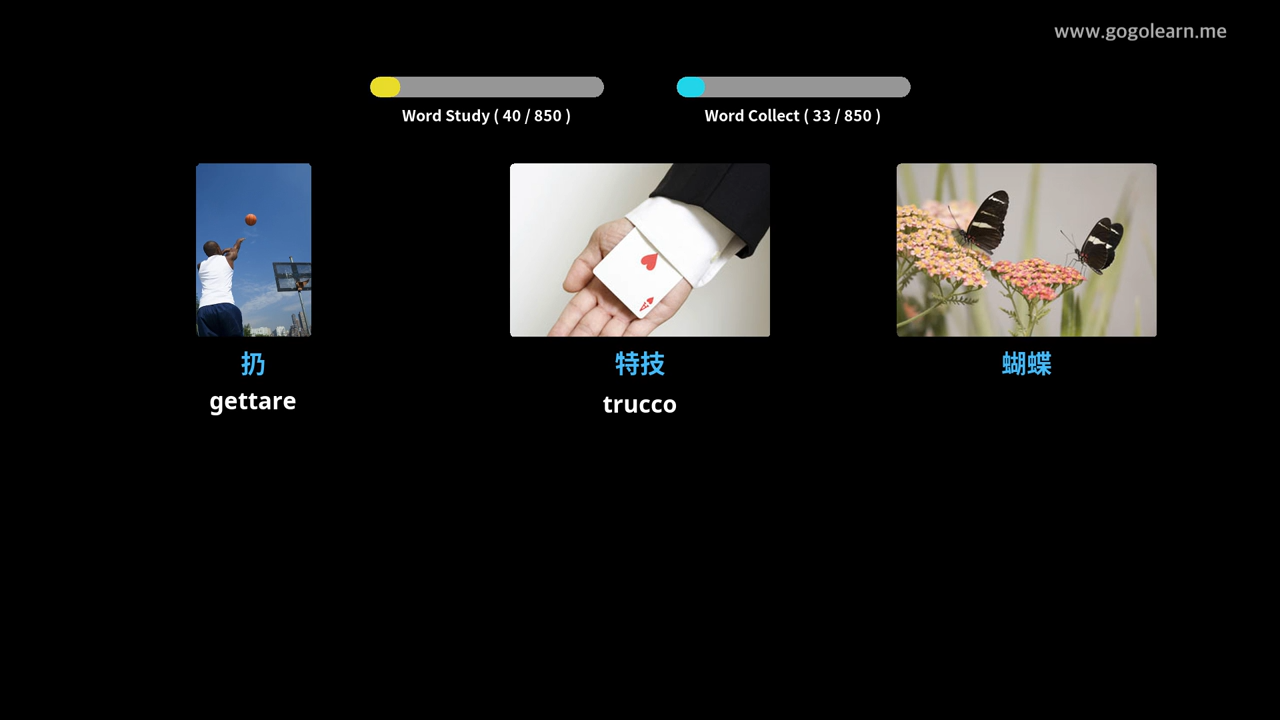 www.gogolearn.me
Word Study ( 40 / 850 )
Word Collect ( 33 / 850 )
扔
特技
蝴蝶
gettare
trucco